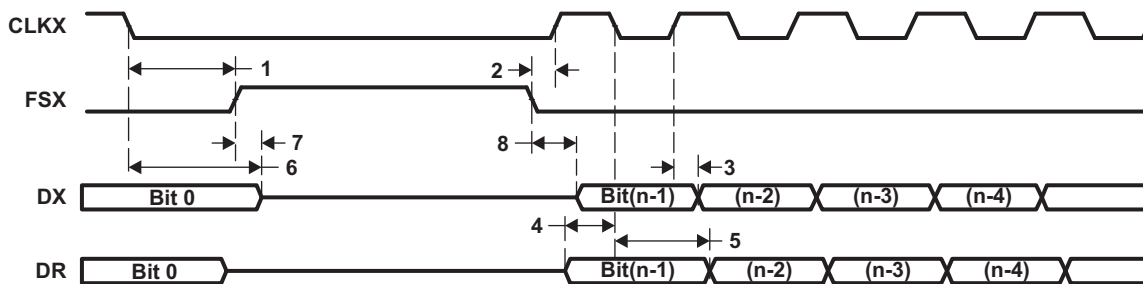 CLKX
1
2
FSX
7
8
6
3
DX
Bit 0
Bit(n-1)
(n-2)
(n-3)
(n-4)
4
5
DR
Bit 0
Bit(n-1)
(n-2)
(n-3)
(n-4)